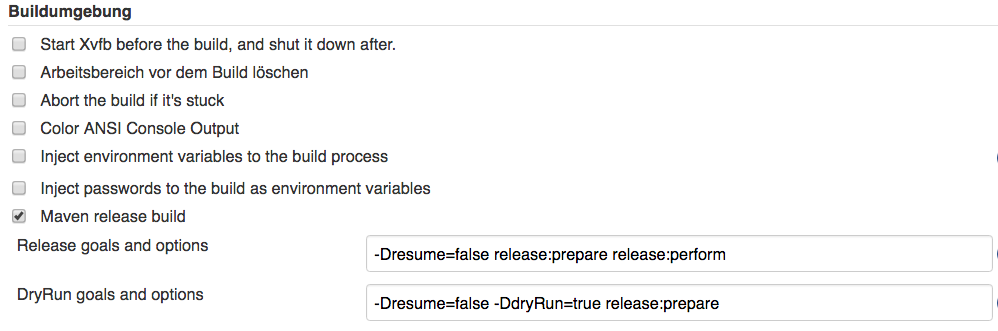 Buildumgebung
Start Xvfb before the build, and shut it down after.
Arbeitsbereich vor dem Build löschen
Abort the build if it's stuck
Color ANSI Console Output
Inject environment variables to the build process
Inject passwords to the build as environment variables
Maven release build
Release goals and options -Dresume=false release:prepare release:perform
DryRun goals and options -Dresume=false -DdryRun=true release:prepare